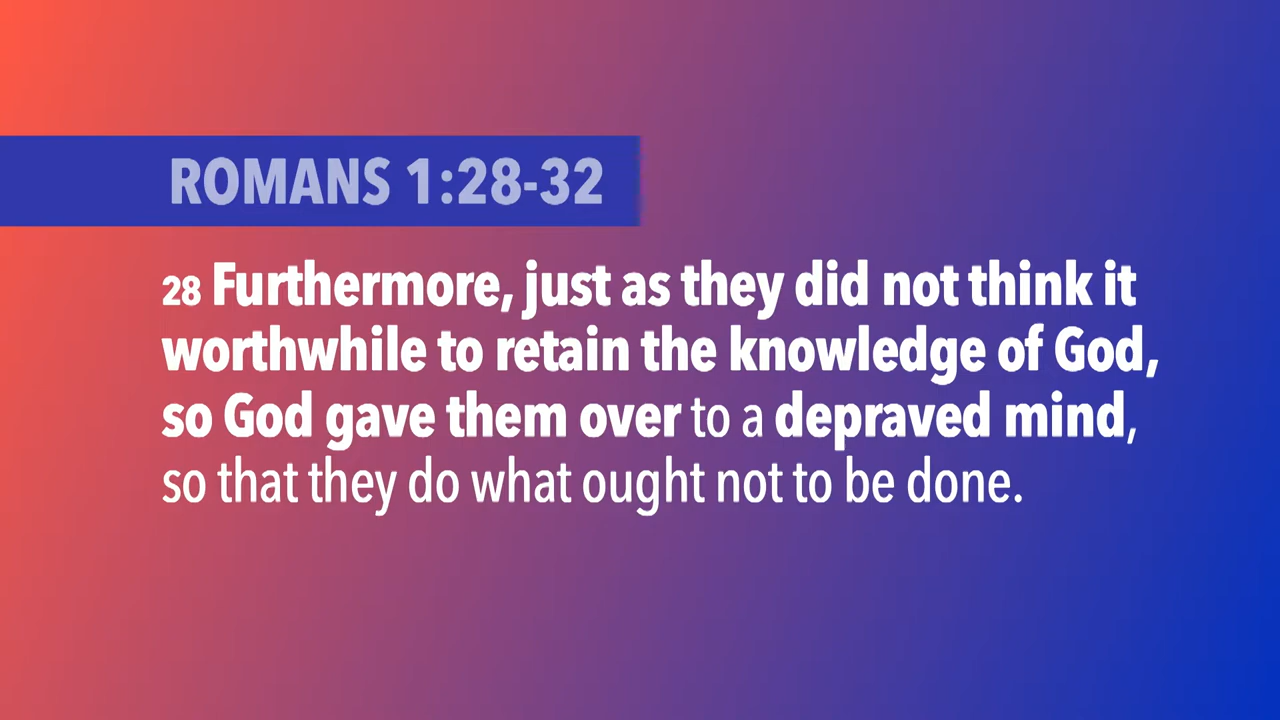 ROMANS 1:28-32
28 Furthermore, just as they did not think it
worthwhile to retain the knowledge of God,
so God gave them over to a depraved mind,
so that they do what ought not to be done.